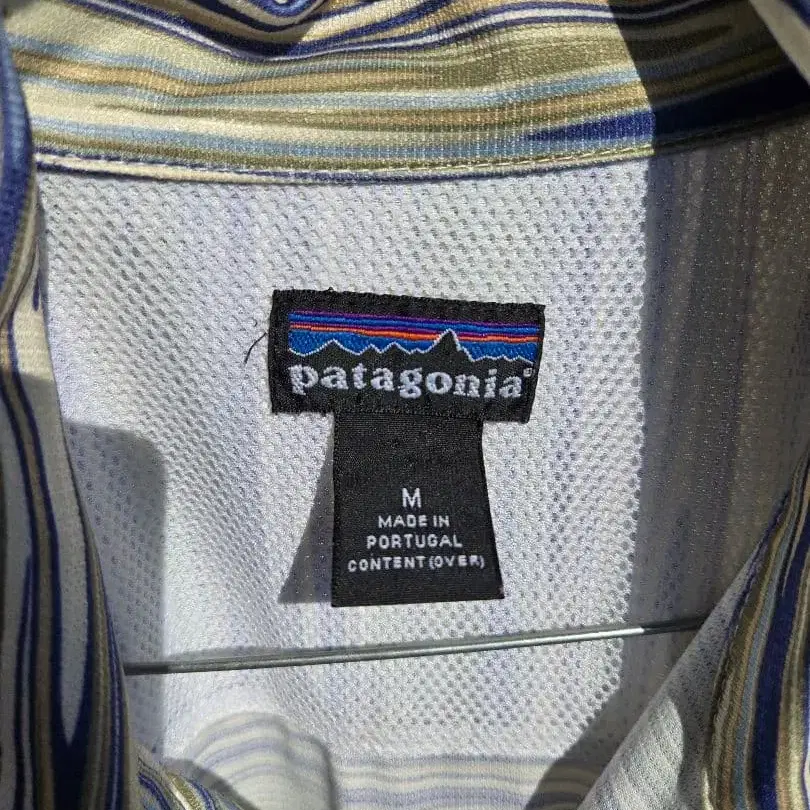 patagonia®
M
MADE IN
PORTUGAL
CONTENT (OVER)